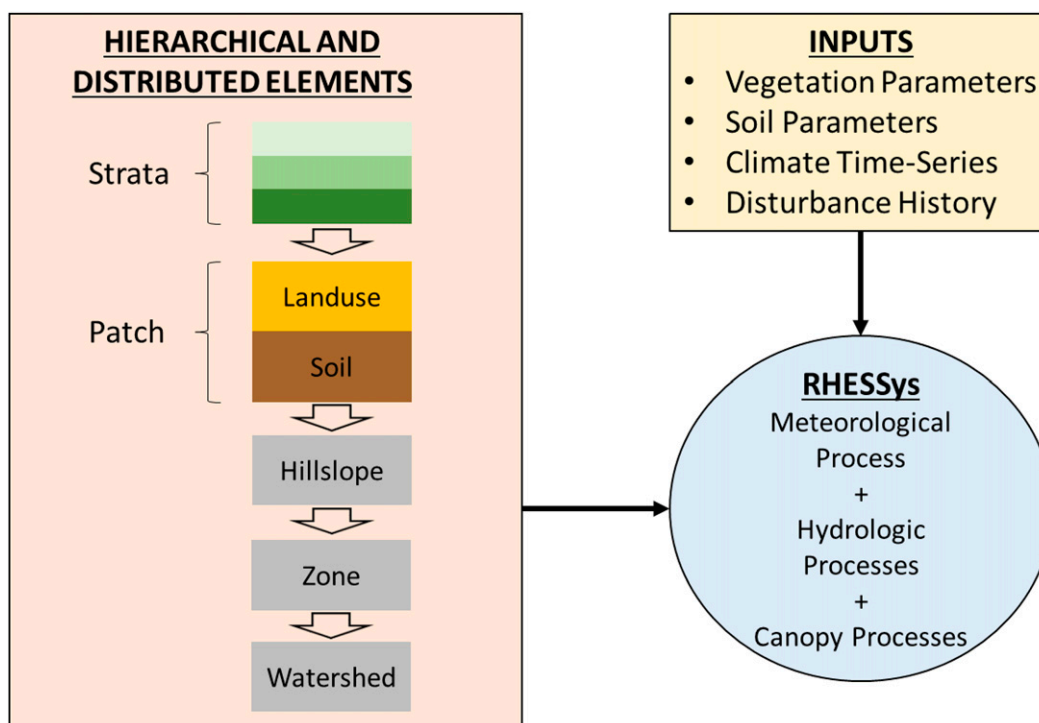 HIERARCHICAL AND
DISTRIBUTED ELEMENTS
Strata
Patch
Landuse
Soil
Hillslope
Zone
Watershed
INPUTS
• Vegetation Parameters
• Soil Parameters
• Climate Time-Series
• Disturbance History
RHESSys
Meteorological
Process
+
Hydrologic
Processes
+
Canopy Processes